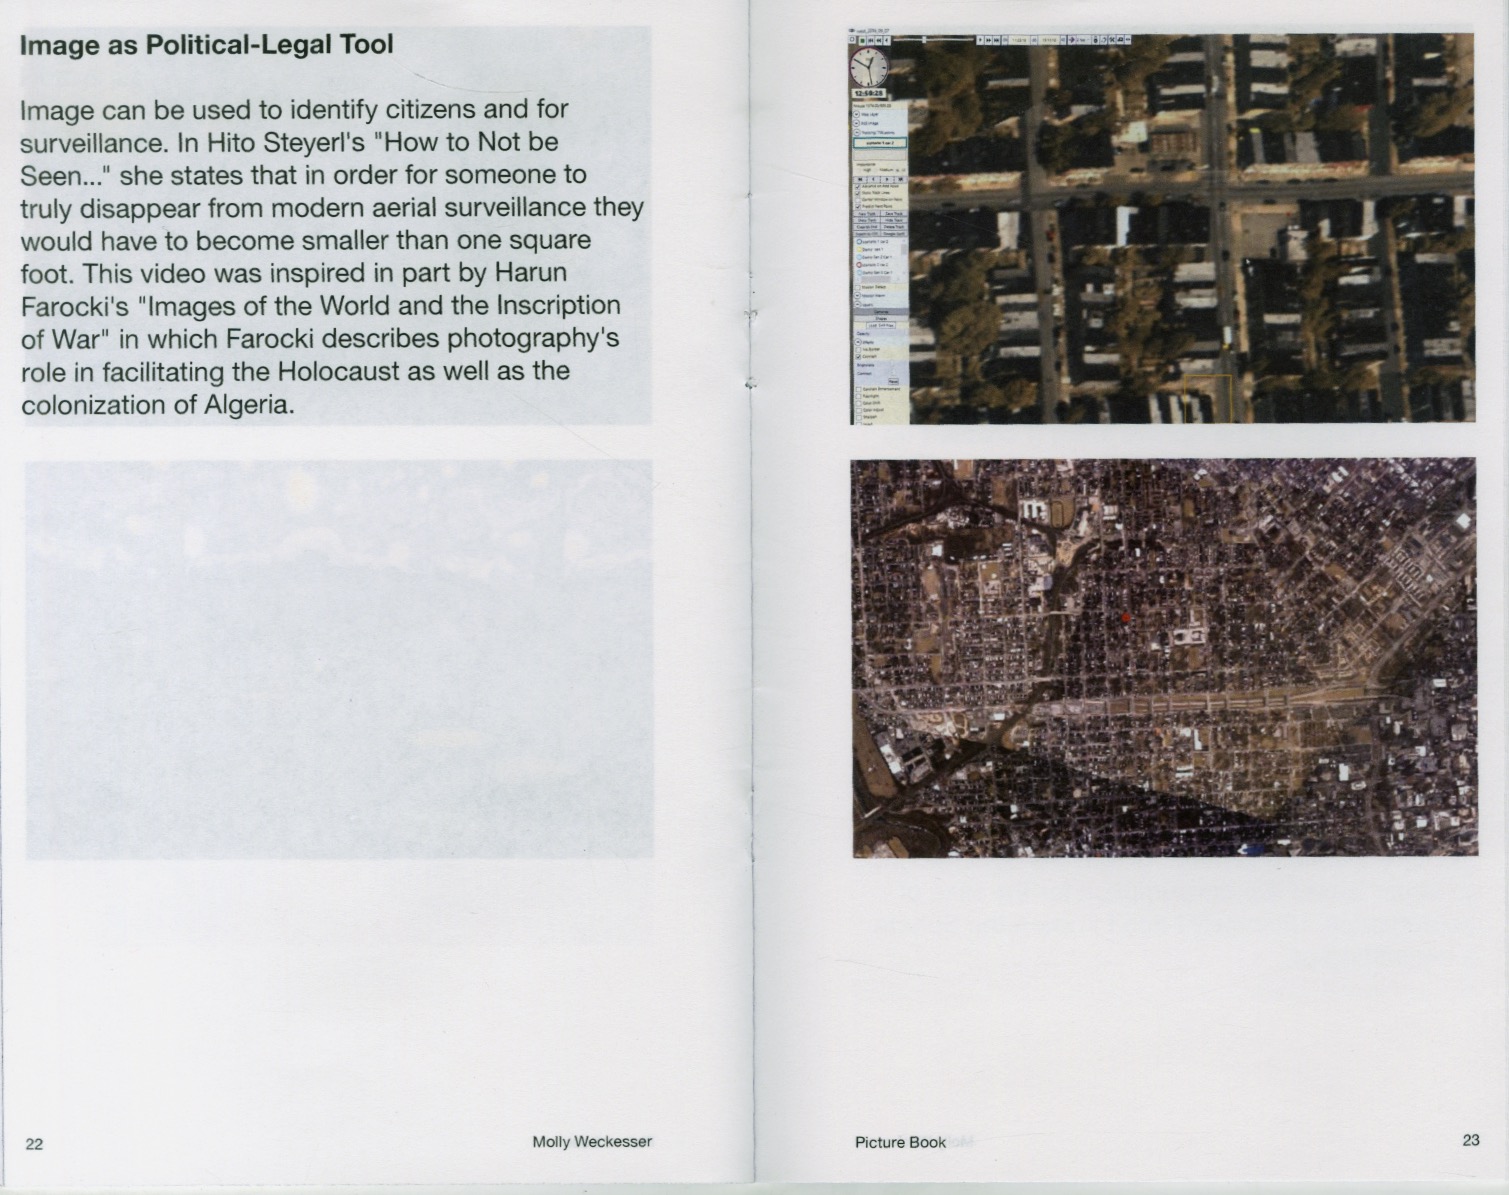 Image as Political-Legal Tool
Image can be used to identify citizens and for
surveillance. In Hito Steyerl's "How to Not be
Seen..." she states that in order for someone to
truly disappear from modern aerial surveillance they
would have to become smaller than one square
foot. This video was inspired in part by Harun
Farocki's "Images of the World and the Inscription
of War" in which Farocki describes photography's
role in facilitating the Holocaust as well as the
colonization of Algeria.
22
Molly Weckesser
12:59:28
Picture Book
23